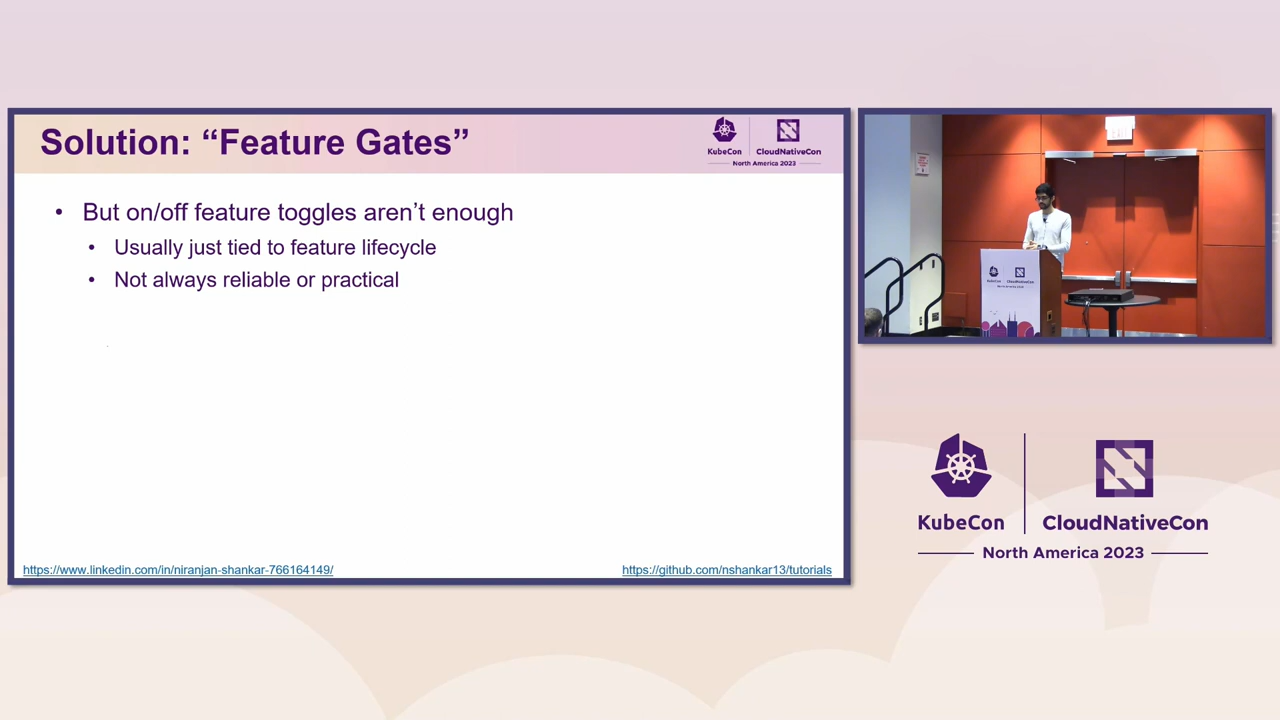 Solution: “Feature Gates”
KubeCon
CloudNativeCon
North America 2023
• But on/off feature toggles aren’t enough
• Usually just tied to feature lifecycle
• Not always reliable or practical
https://www.linkedin.com/in/niranjan-shankar-766164149/
https://github.com/nshankar13/tutorials
EXIT
KubeCon
CloudNativeCon
North America 2023